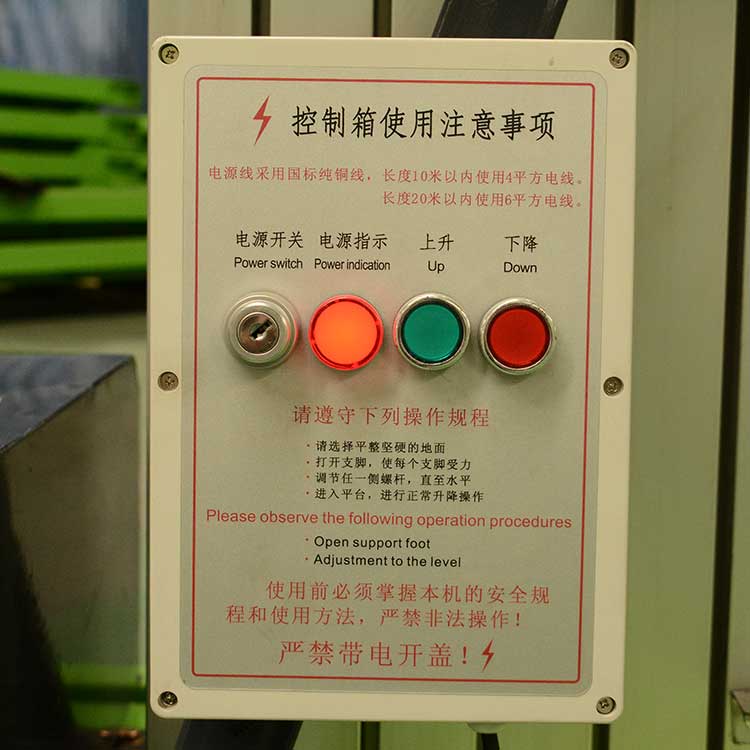 控制箱使用注意事项
电源线采用国标纯铜线，长度10米以内使用4平方电线。
长度20米以内使用6平方电线。
电源开关 电源指示 上升 下降
Power switch Power indication Up Down
请遵守下列操作规程
· 请选择平整坚硬的地面
· 打开支脚，使每个支脚受力
· 调节任一侧螺杆，直至水平
· 进入平台，进行正常升降操作
Please observe the following operation procedures
· Open support foot
· Adjustment to the level
使用前必须掌握本机的安全规
程和使用方法，严禁非法操作！
严禁带电开盖！